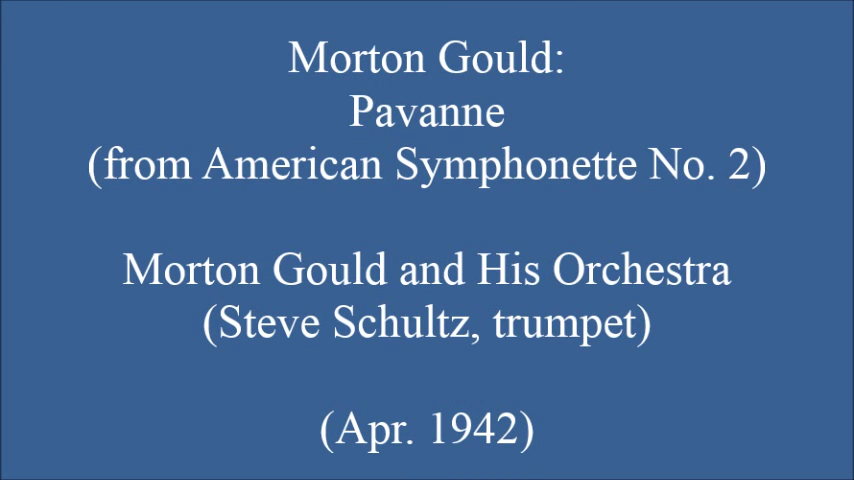 Morton Gould:
Pavanne
(from American Symphonette No. 2)
Morton Gould and His Orchestra
(Steve Schultz, trumpet)
(Apr. 1942)